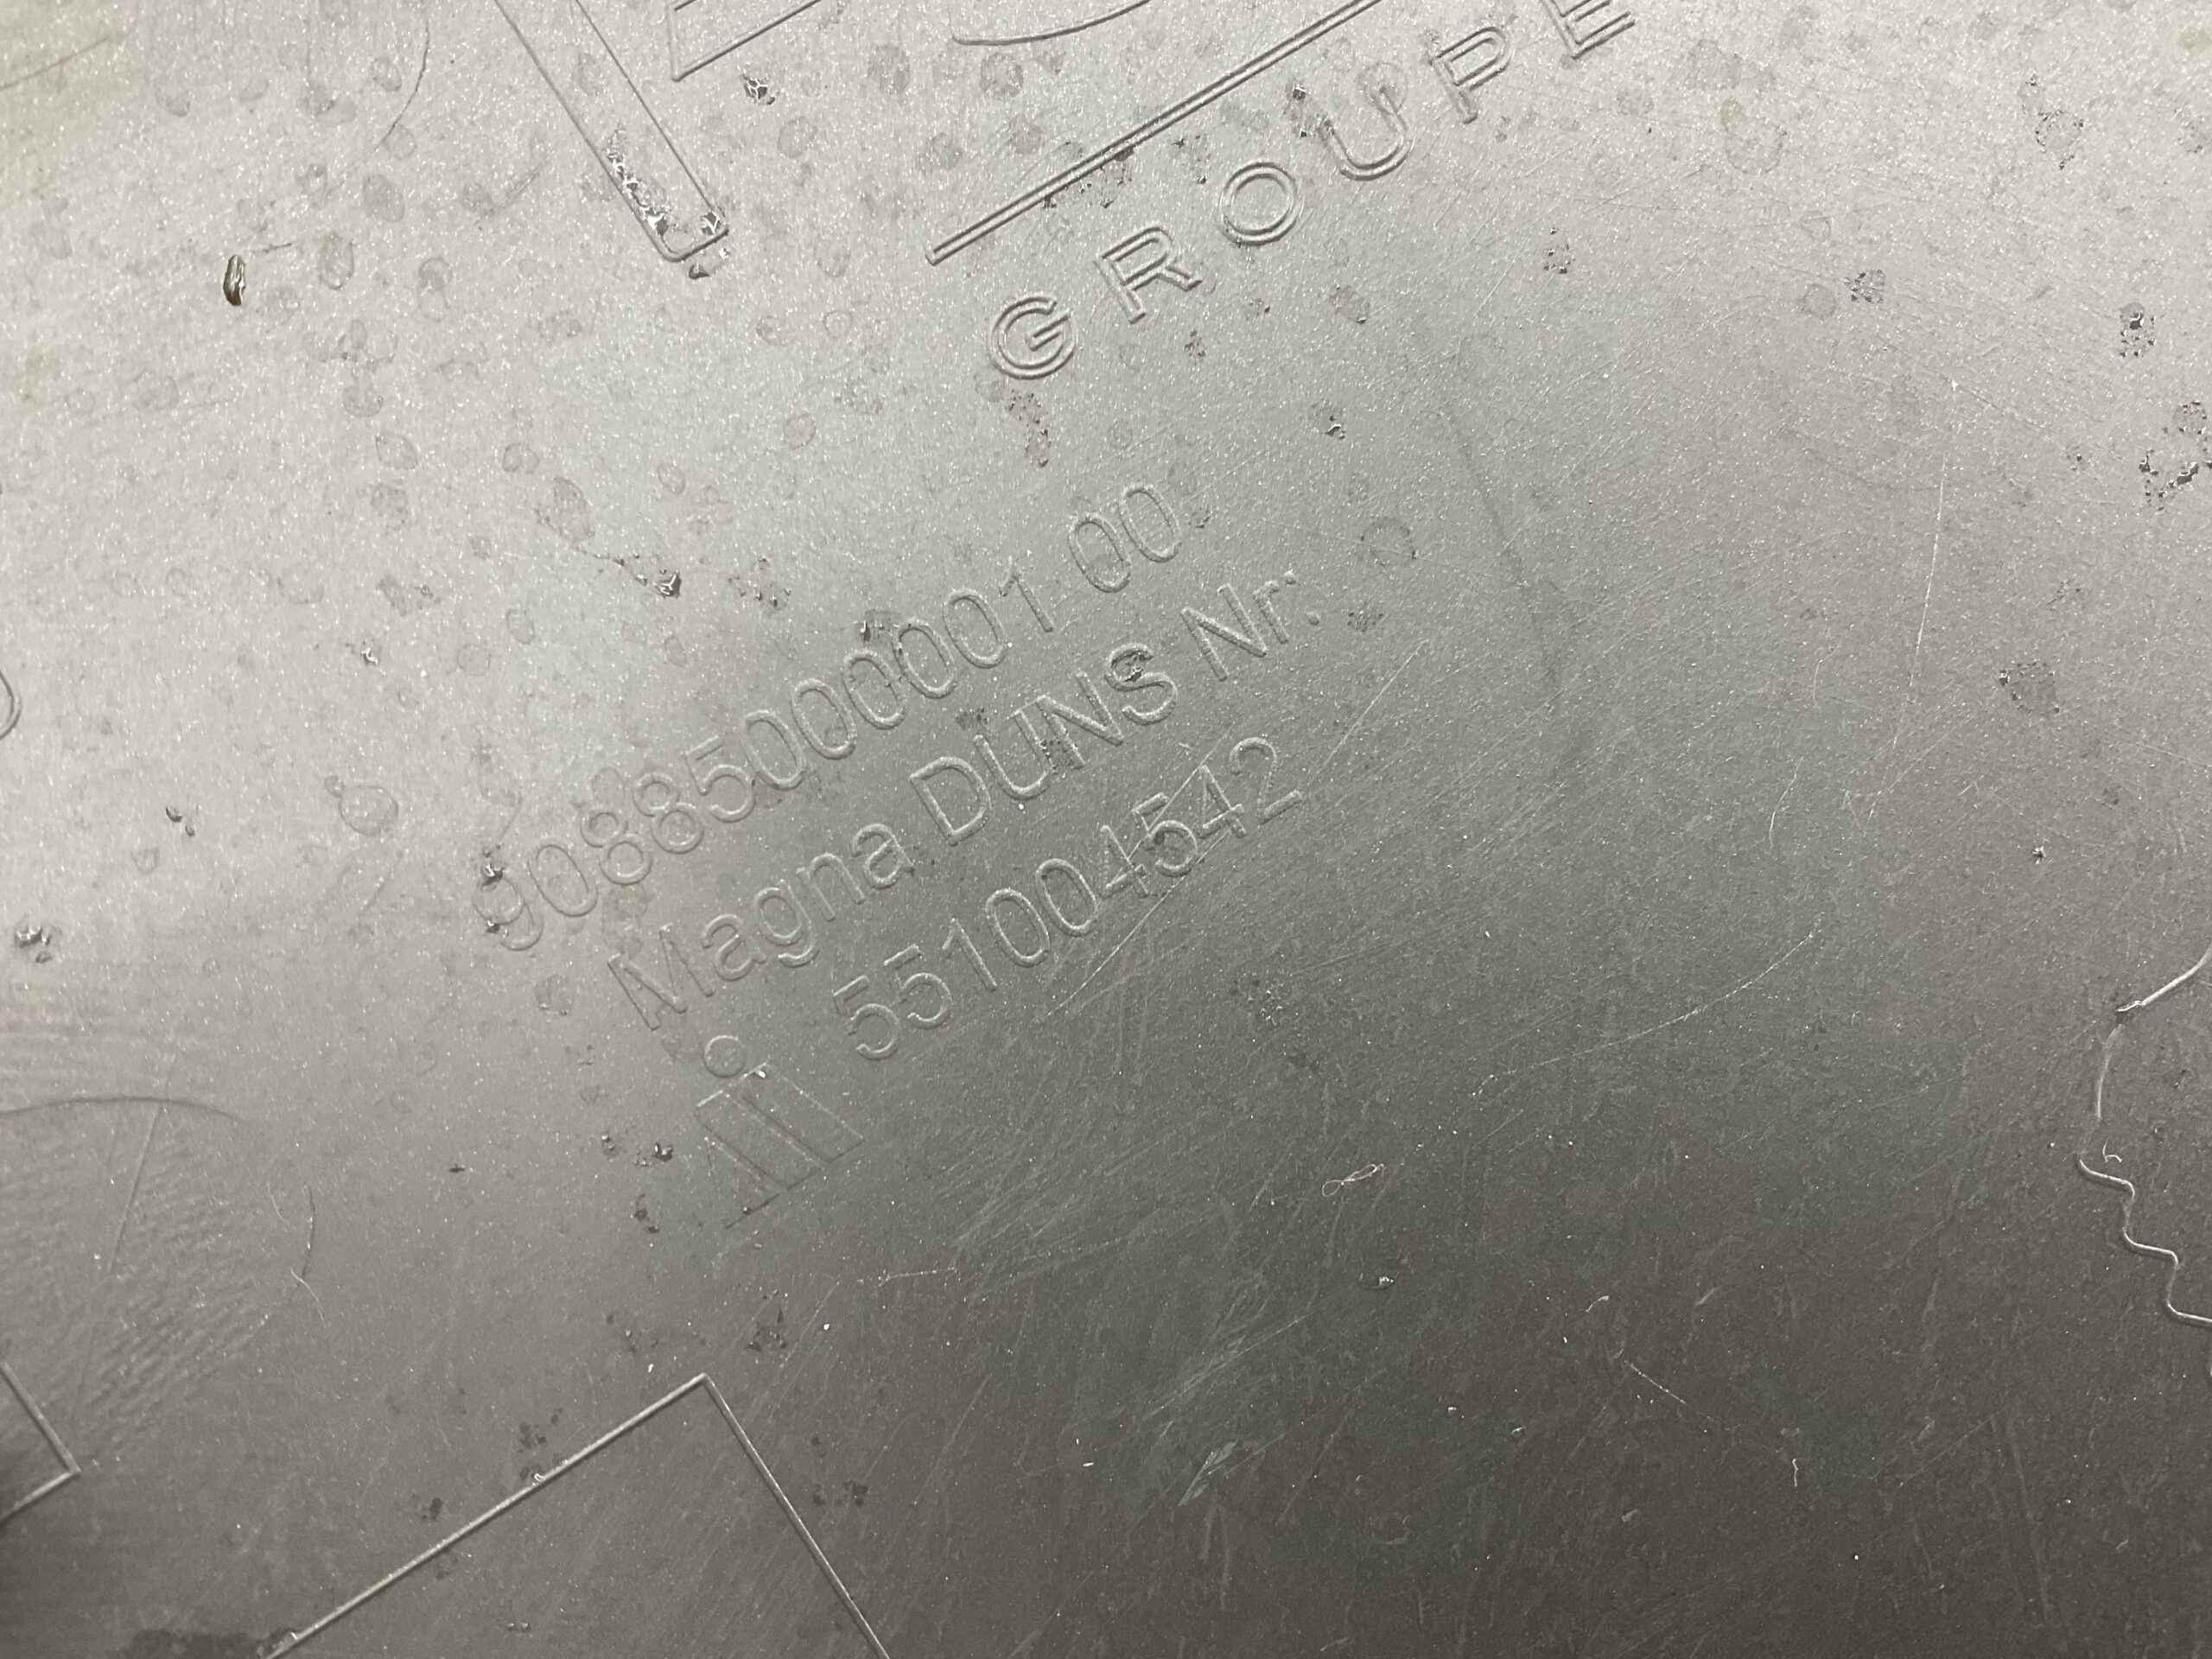 GROUPE
9088500000100
Magna DUNS Nr:
551004542